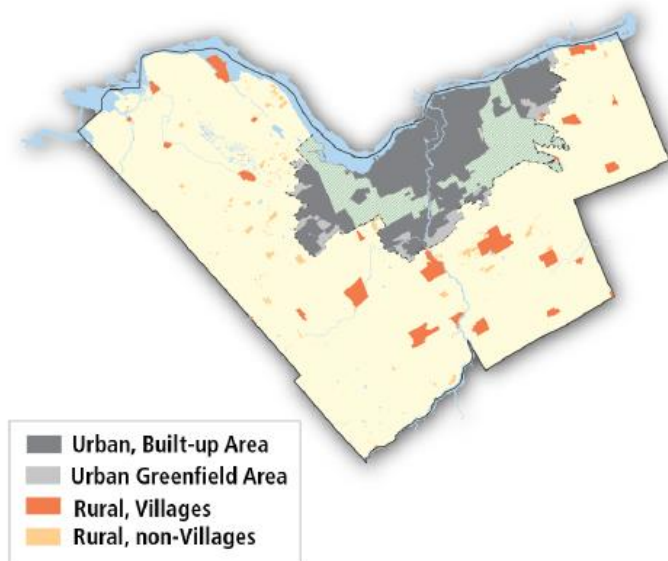 Urban, Built-up Area
Urban Greenfield Area
Rural, Villages
Rural, non-Villages